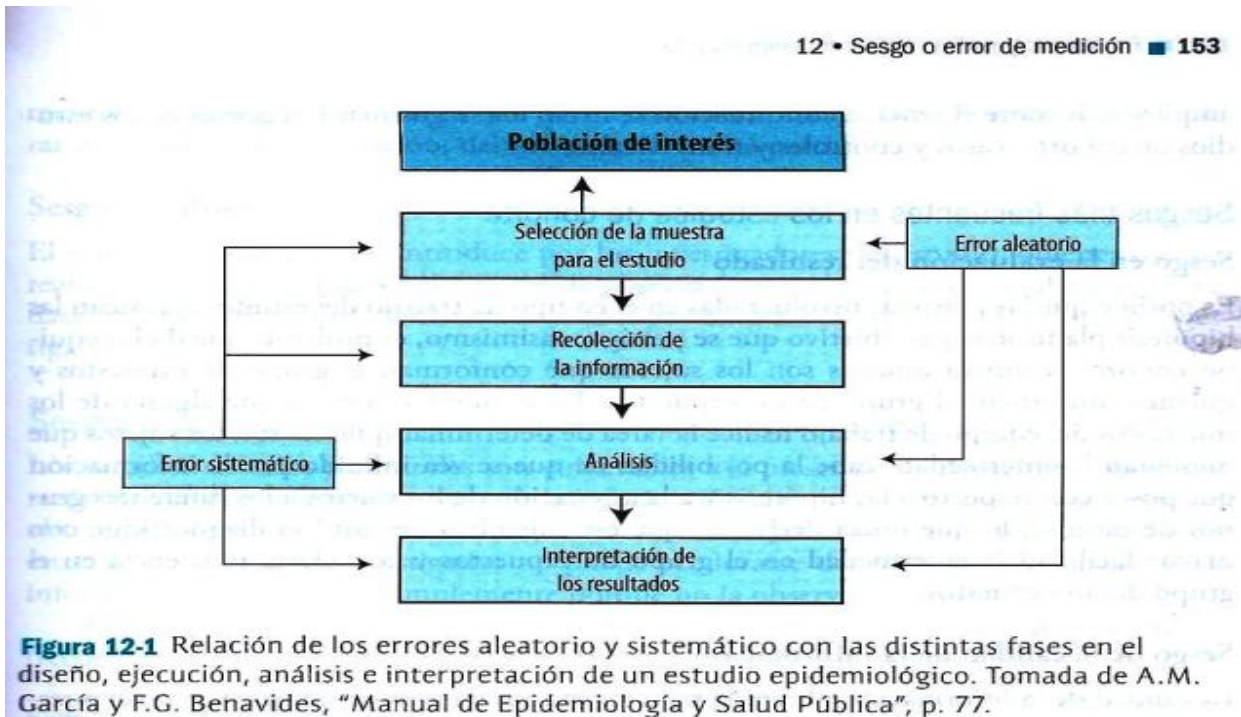 12 • Sesgo o error de medición ■ 153
Población de interés
Selección de la muestra
para el estudio
Error aleatorio
Recolección de
la información
Error sistemático
Análisis
Interpretación de
los resultados
Figura 12-1 Relación de los errores aleatorio y sistemático con las distintas fases en el
diseño, ejecución, análisis e interpretación de un estudio epidemiológico. Tomada de A.M.
García y F.G. Benavides, "Manual de Epidemiología y Salud Pública", p. 77.